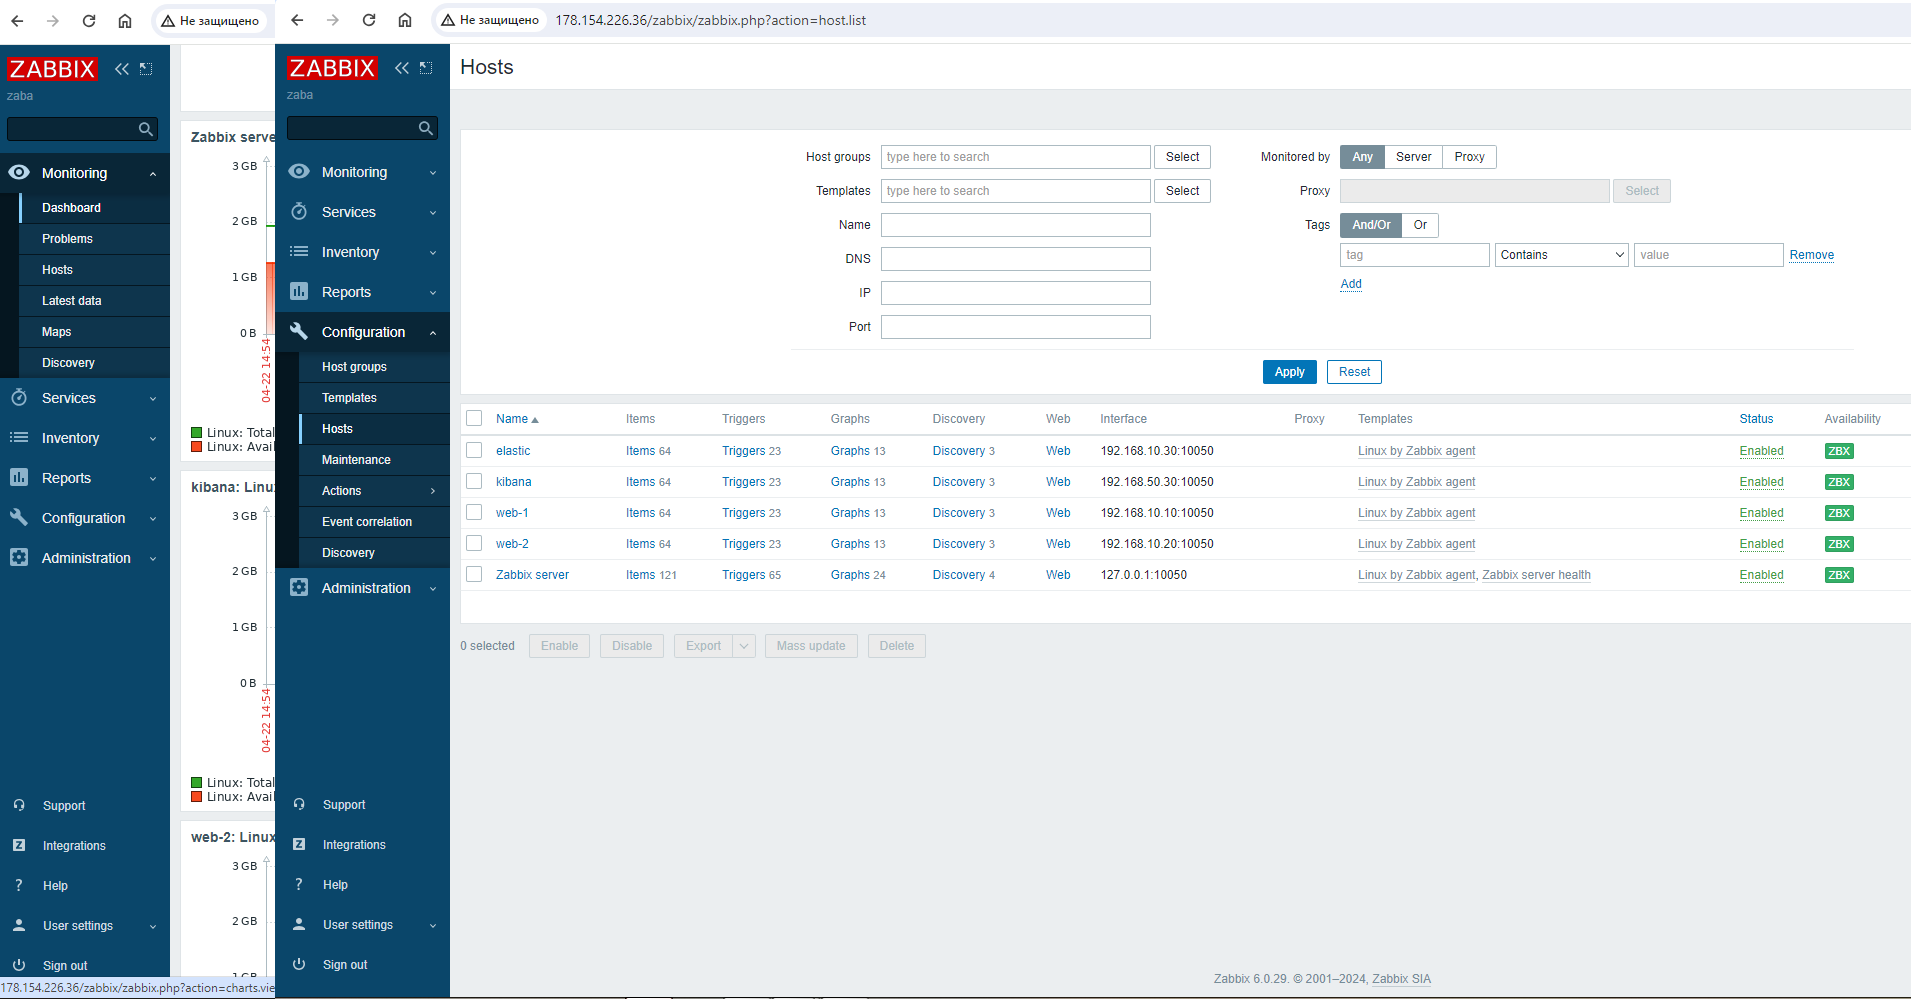 Не защищено
ZABBIX
zaba
Monitoring
Dashboard
Problems
Hosts
Latest data
Maps
Discovery
Services
Inventory
Reports
Configuration
Administration
Support
Integrations
Help
User settings
Sign out
178.154.226.36/zabbix/zabbix.php?action=charts.vie
Zabbix serve
3 GB
2 GB
1 GB
0 B
04-22 14:54
Linux: Total
Linux: Avai
kibana: Linu
3 GB
2 GB
1 GB
0 B
04-22 14:54
Linux: Total
Linux: Avai
web-2: Linux
3 GB
2 GB
1 GB
Не защищено 178.154.226.36/zabbix/zabbix.php?action=host.list
ZABBIX
zaba
Monitoring
Services
Inventory
Reports
Configuration
Host groups
Templates
Hosts
Maintenance
Actions
Event correlation
Discovery
Administration
Support
Integrations
Help
User settings
Sign out
Hosts
Host groups type here to search Select
Templates type here to search Select
Name
DNS
IP
Port
Monitored by Any Server Proxy
Proxy Select
Tags And/Or Or
tag Contains value Remove
Add
Apply Reset
Name Items Triggers Graphs Discovery Web Interface Proxy Templates Status Availability
elastic Items 64 Triggers 23 Graphs 13 Discovery 3 Web 192.168.10.30:10050 Linux by Zabbix agent Enabled ZBX
kibana Items 64 Triggers 23 Graphs 13 Discovery 3 Web 192.168.50.30:10050 Linux by Zabbix agent Enabled ZBX
web-1 Items 64 Triggers 23 Graphs 13 Discovery 3 Web 192.168.10.10:10050 Linux by Zabbix agent Enabled ZBX
web-2 Items 64 Triggers 23 Graphs 13 Discovery 3 Web 192.168.10.20:10050 Linux by Zabbix agent Enabled ZBX
Zabbix server Items 121 Triggers 65 Graphs 24 Discovery 4 Web 127.0.0.1:10050 Linux by Zabbix agent, Zabbix server health Enabled ZBX
0 selected Enable Disable Export Mass update Delete
Zabbix 6.0.29. © 2001–2024, Zabbix SIA